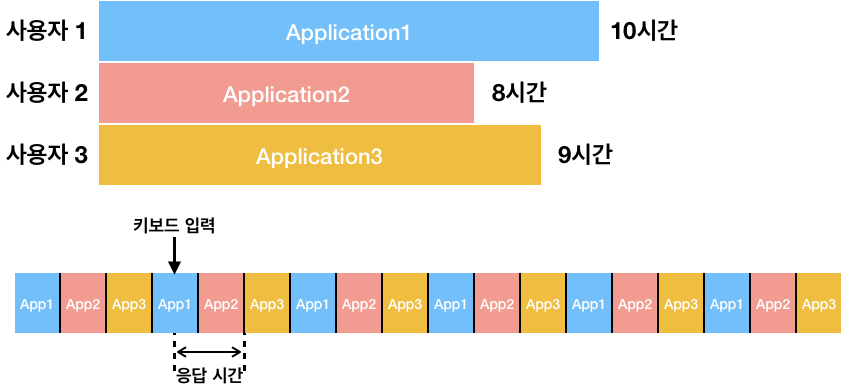 사용자 1 Application1 10시간
사용자 2 Application2 8시간
사용자 3 Application3 9시간
키보드 입력
App1 App2 App3 App1 App2 App3 App1 App2 App3 App1 App2 App3 App1 App2 App3 App1 App2 App3
응답 시간